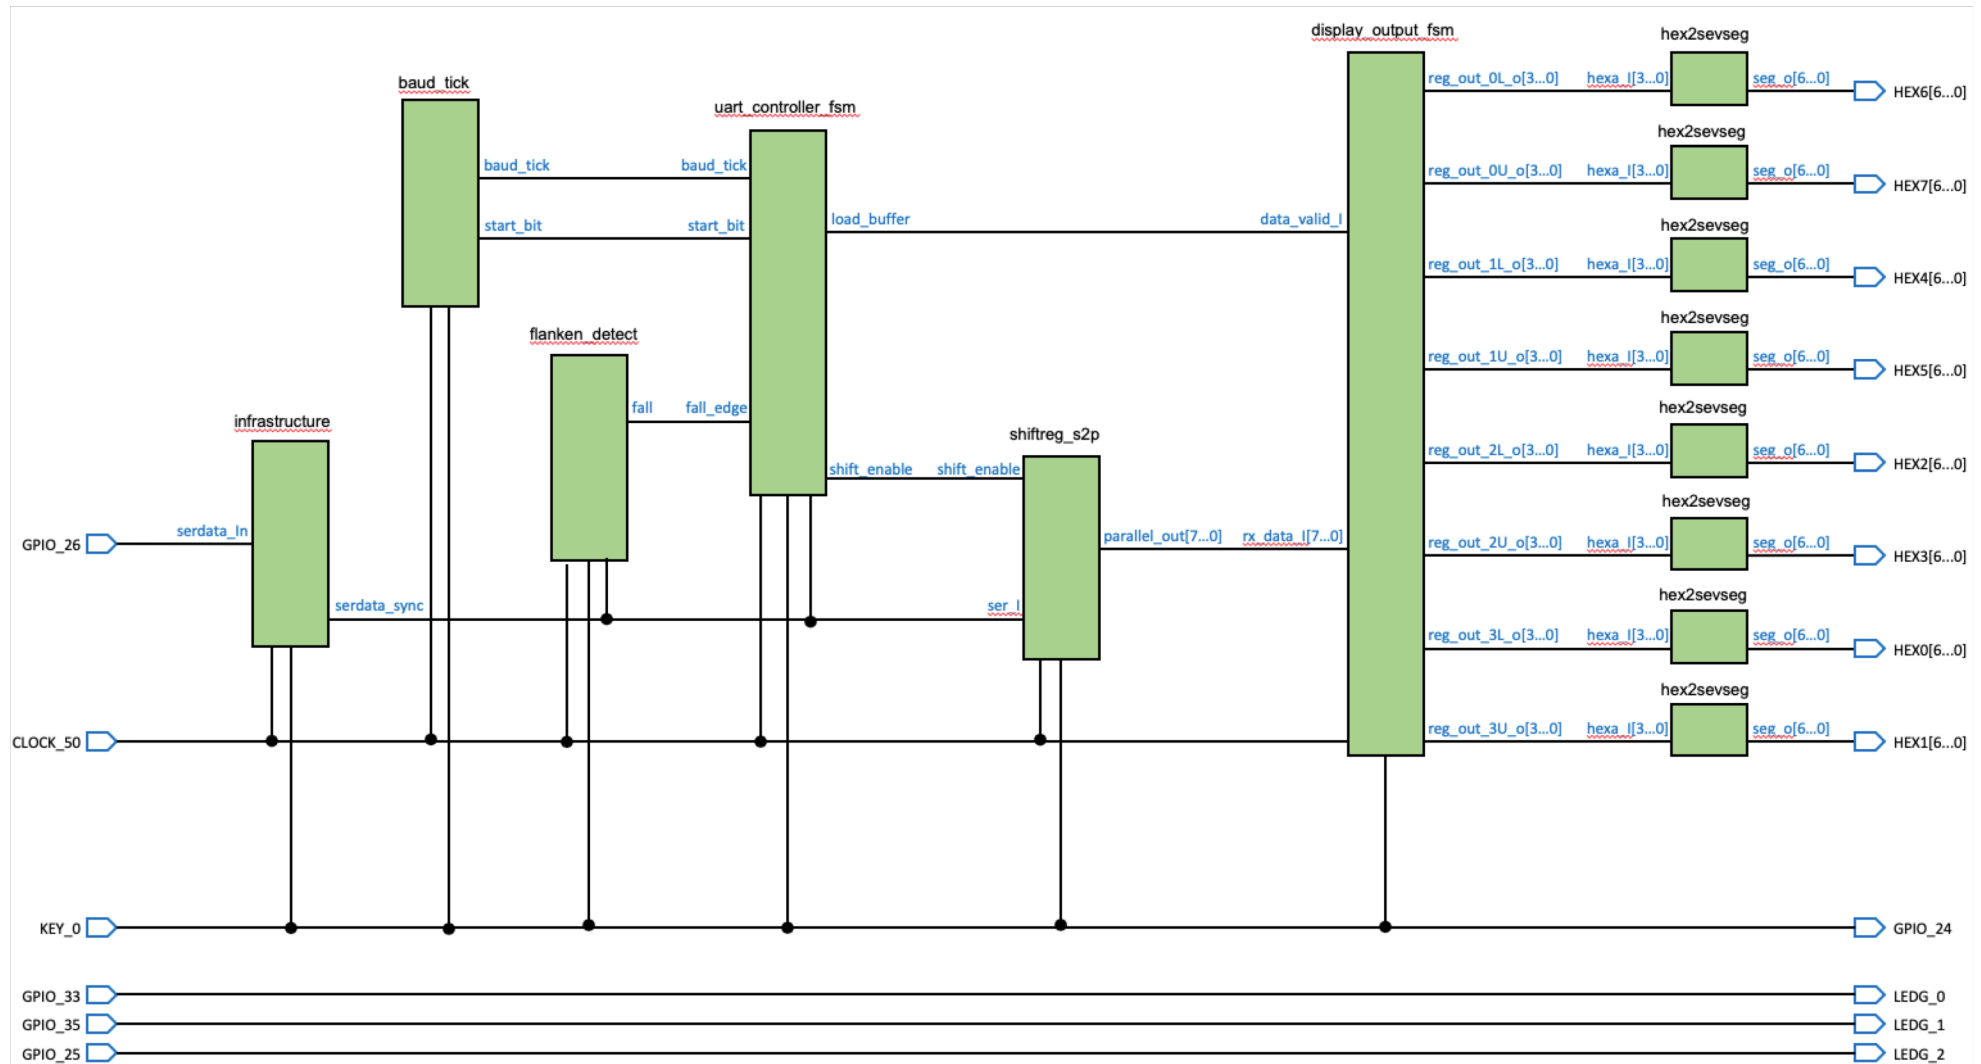 display_output_fsm
hex2sevseg
baud_tick
reg_out_0L_o[3...0]
hexa_I[3...0]
seg_o[6...0]
HEX6[6...0]
uart_controller_fsm
hex2sevseg
baud_tick
baud_tick
reg_out_0U_o[3...0]
hexa_I[3...0]
seg_o[6...0]
HEX7[6...0]
start_bit
start_bit
load_buffer
data_valid_I
hex2sevseg
reg_out_1L_o[3...0]
hexa_I[3...0]
seg_o[6...0]
HEX4[6...0]
flanken_detect
hex2sevseg
reg_out_1U_o[3...0]
hexa_I[3...0]
seg_o[6...0]
HEX5[6...0]
infrastructure
fall
fall_edge
shiftreg_s2p
hex2sevseg
reg_out_2L_o[3...0]
hexa_I[3...0]
seg_o[6...0]
HEX2[6...0]
shift_enable
shift_enable
hex2sevseg
GPIO_26
serdata_In
parallel_out[7...0]
rx_data_I[7...0]
reg_out_2U_o[3...0]
hexa_I[3...0]
seg_o[6...0]
HEX3[6...0]
serdata_sync
ser_I
hex2sevseg
reg_out_3L_o[3...0]
hexa_I[3...0]
seg_o[6...0]
HEX0[6...0]
hex2sevseg
CLOCK_50
reg_out_3U_o[3...0]
hexa_I[3...0]
seg_o[6...0]
HEX1[6...0]
KEY_0
GPIO_24
GPIO_33
LEDG_0
GPIO_35
LEDG_1
GPIO_25
LEDG_2